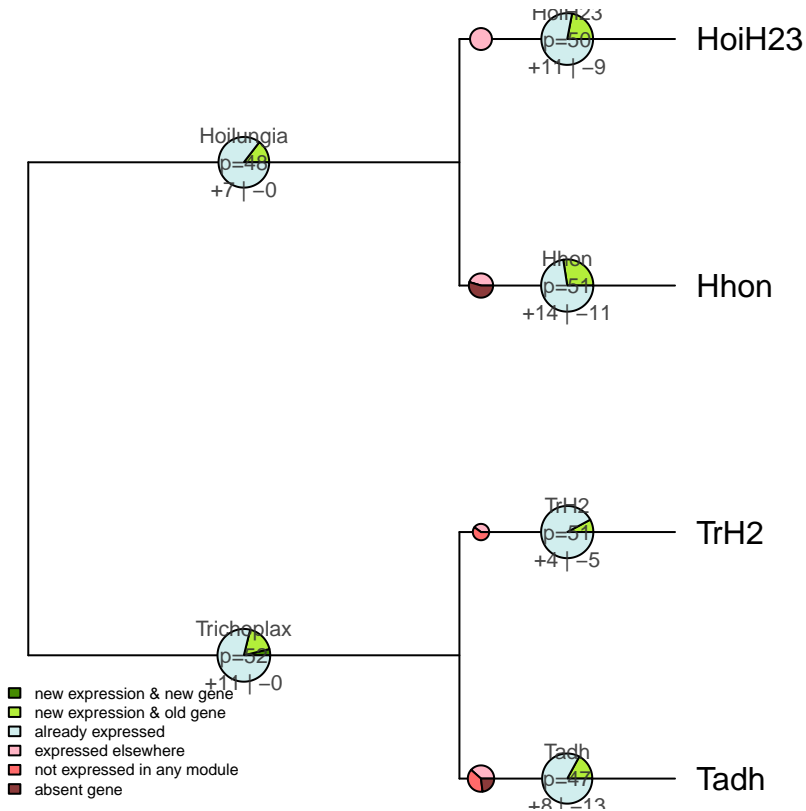 HoiH23
p=50
+11 | −9
HoiH23
Hoilungia
p=48
+7 | −0
Hhon
p=51
+14 | −11
Hhon
TrH2
p=51
+4 | −5
TrH2
Trichoplax
p=52
+11 | −0
new expression & new gene
new expression & old gene
already expressed
expressed elsewhere
not expressed in any module
absent gene
Tadh
p=47
+8 | −13
Tadh